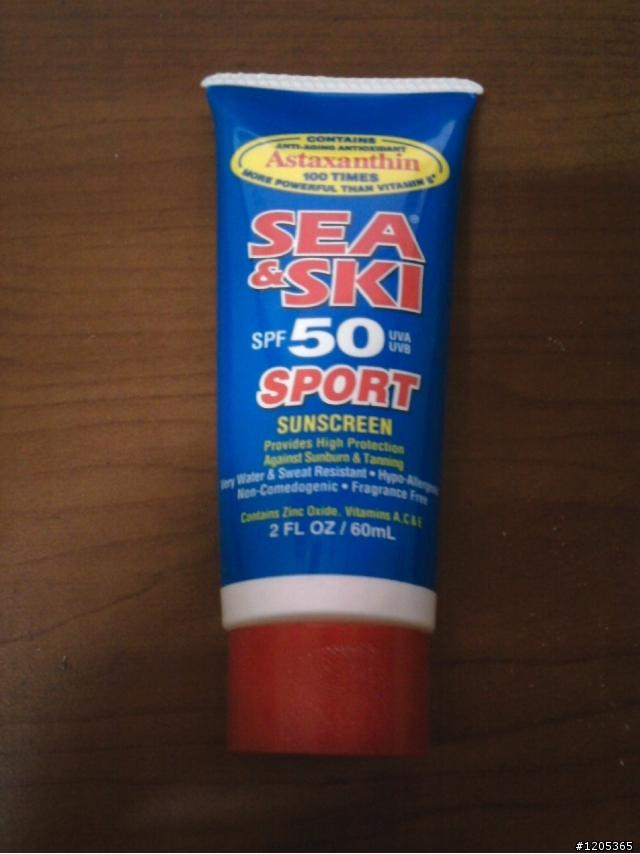 CONTAINS
ANTI-AGING ANTIOXIDANT
Astaxanthin
100 TIMES
MORE POWERFUL THAN VITAMIN E*
SEA®
& SKI
SPF 50 UVA UVB
SPORT
SUNSCREEN
Provides High Protection
Against Sunburn & Tanning
Very Water & Sweat Resistant • Hypo-Allergenic
Non-Comedogenic • Fragrance Free
Contains Zinc Oxide, Vitamins A, C & E
2 FL OZ / 60mL
#1205365